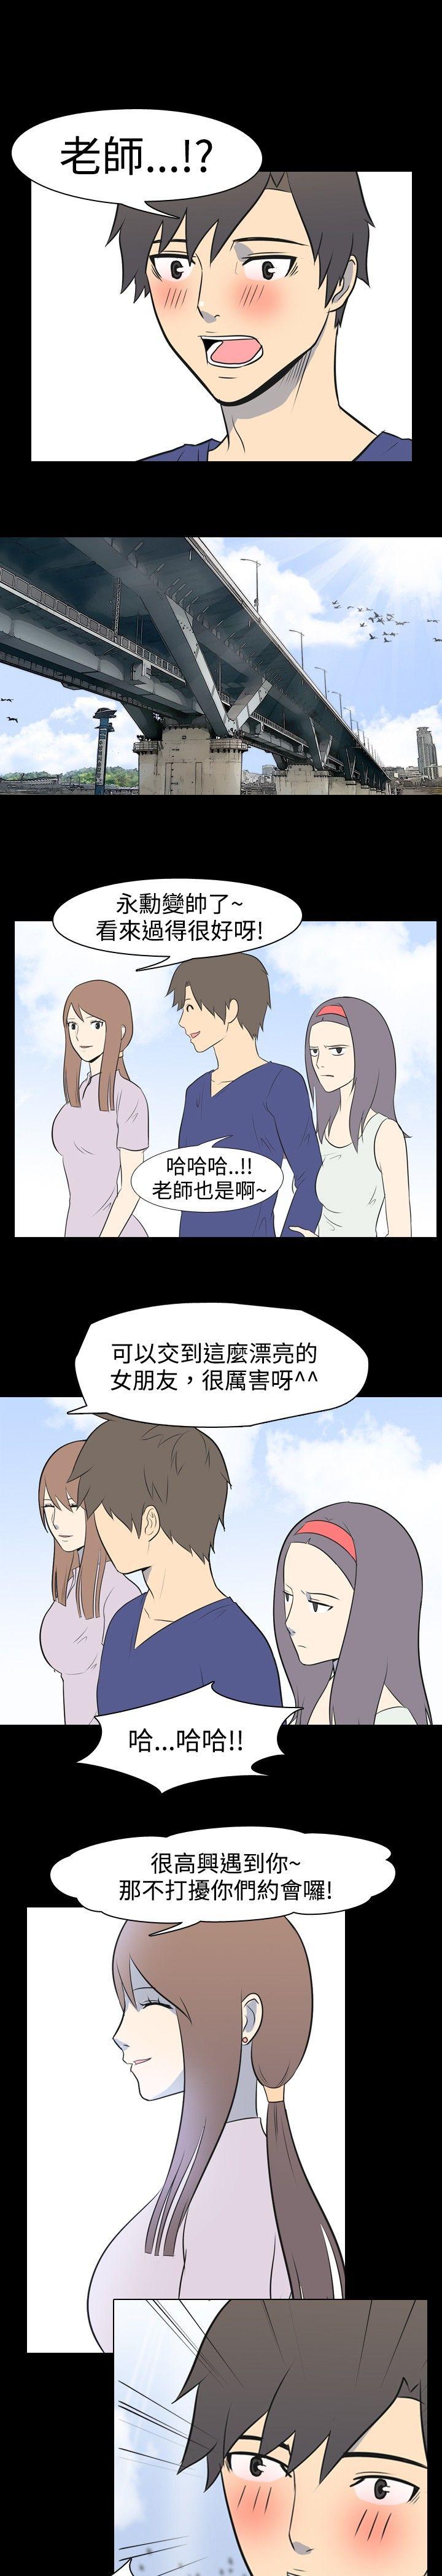 老師...!?
永勳變帥了~
看來過得很好呀!
哈哈哈..!!
老師也是啊~
可以交到這麼漂亮的
女朋友，很厲害呀^^
哈...哈哈!!
很高興遇到你~
那不打擾你們約會囉!